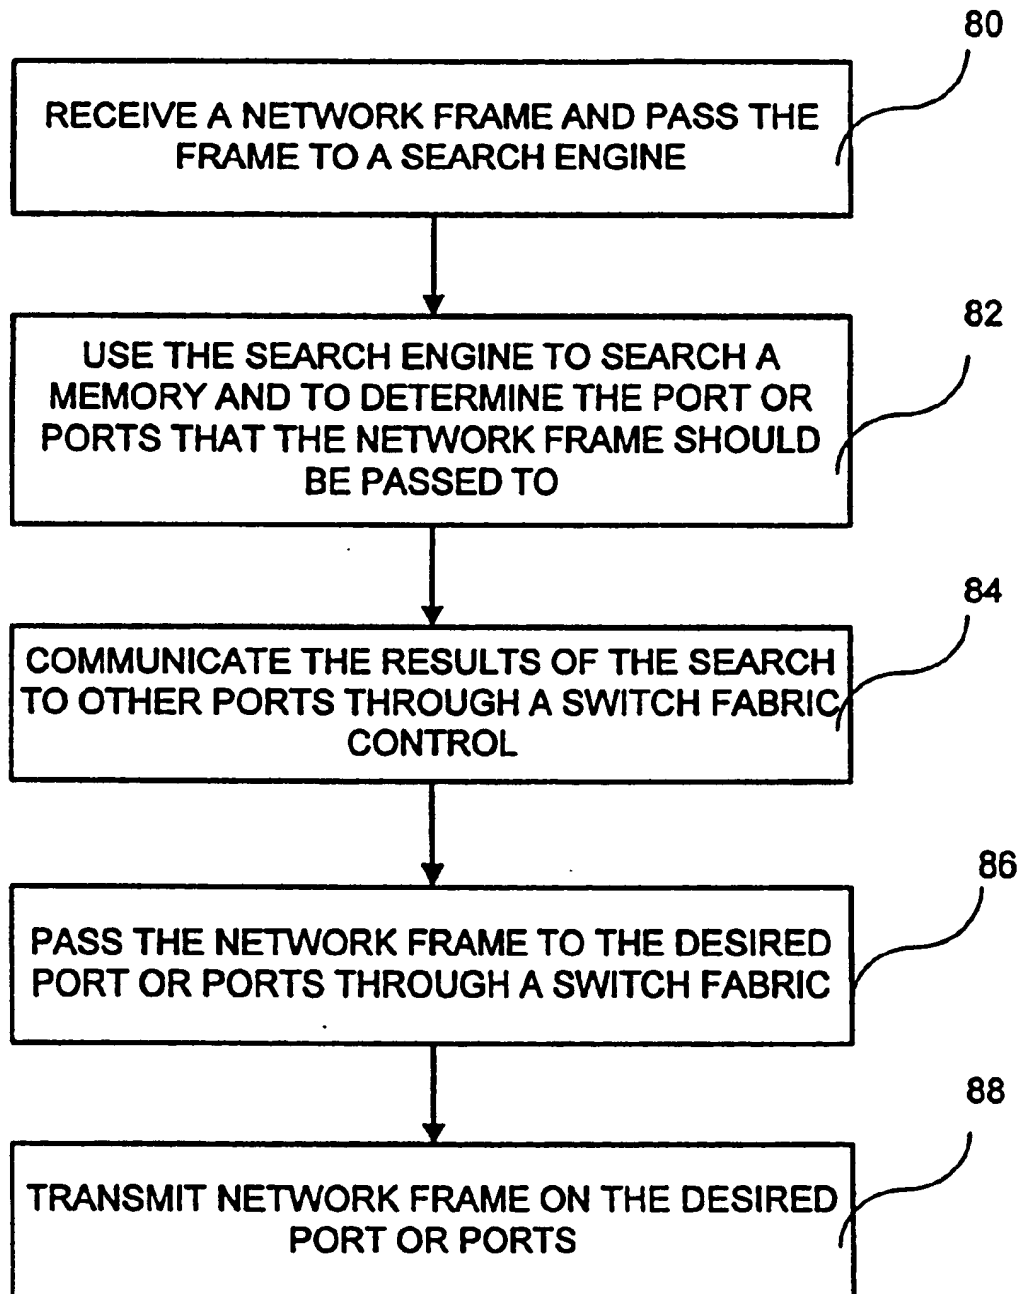 80
RECEIVE A NETWORK FRAME AND PASS THE
FRAME TO A SEARCH ENGINE
82
USE THE SEARCH ENGINE TO SEARCH A
MEMORY AND TO DETERMINE THE PORT OR
PORTS THAT THE NETWORK FRAME SHOULD
BE PASSED TO
84
COMMUNICATE THE RESULTS OF THE SEARCH
TO OTHER PORTS THROUGH A SWITCH FABRIC
CONTROL
86
PASS THE NETWORK FRAME TO THE DESIRED
PORT OR PORTS THROUGH A SWITCH FABRIC
88
TRANSMIT NETWORK FRAME ON THE DESIRED
PORT OR PORTS